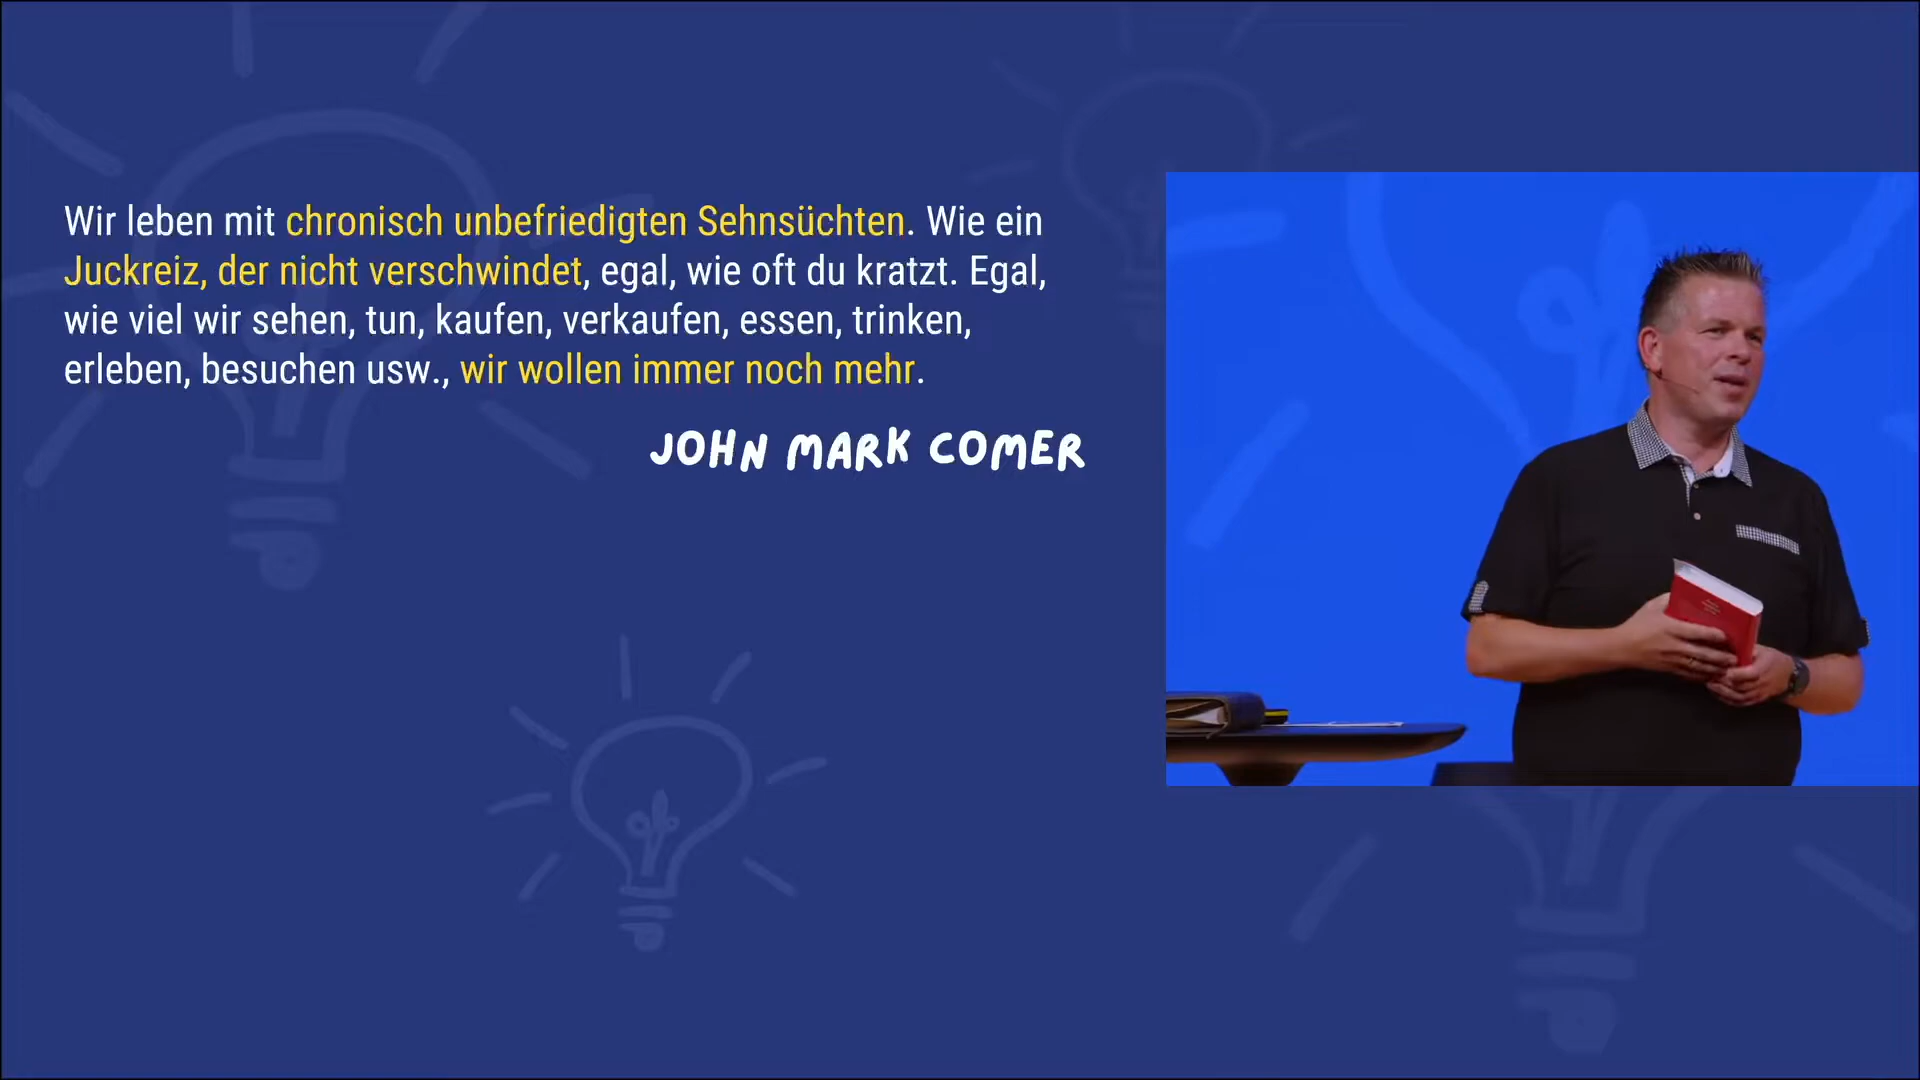 Wir leben mit chronisch unbefriedigten Sehnsüchten. Wie ein
Juckreiz, der nicht verschwindet, egal, wie oft du kratzt. Egal,
wie viel wir sehen, tun, kaufen, verkaufen, essen, trinken,
erleben, besuchen usw., wir wollen immer noch mehr.
JOHN MARK COMER